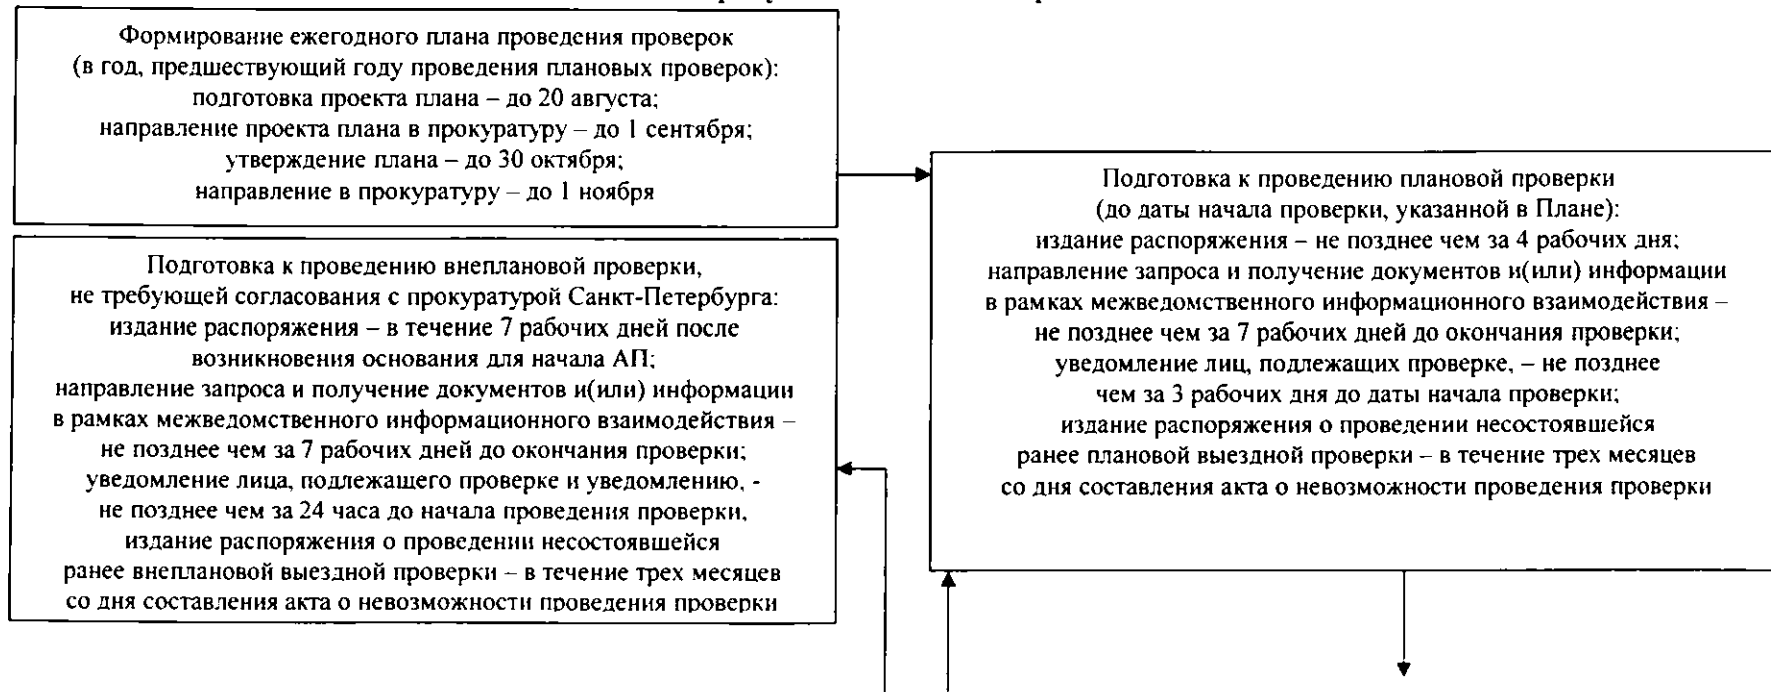 Формирование ежегодного плана проведения проверок
(в год, предшествующий году проведения плановых проверок):
подготовка проекта плана – до 20 августа;
направление проекта плана в прокуратуру – до 1 сентября;
утверждение плана – до 30 октября;
направление в прокуратуру – до 1 ноября
Подготовка к проведению внеплановой проверки,
не требующей согласования с прокуратурой Санкт-Петербурга:
издание распоряжения – в течение 7 рабочих дней после
возникновения основания для начала АП;
направление запроса и получение документов и(или) информации
в рамках межведомственного информационного взаимодействия –
не позднее чем за 7 рабочих дней до окончания проверки;
уведомление лица, подлежащего проверке и уведомлению, -
не позднее чем за 24 часа до начала проведения проверки,
издание распоряжения о проведении несостоявшейся
ранее внеплановой выездной проверки – в течение трех месяцев
со дня составления акта о невозможности проведения проверки
Подготовка к проведению плановой проверки
(до даты начала проверки, указанной в Плане):
издание распоряжения – не позднее чем за 4 рабочих дня;
направление запроса и получение документов и(или) информации
в рамках межведомственного информационного взаимодействия –
не позднее чем за 7 рабочих дней до окончания проверки;
уведомление лиц, подлежащих проверке, – не позднее
чем за 3 рабочих дня до даты начала проверки;
издание распоряжения о проведении несостоявшейся
ранее плановой выездной проверки – в течение трех месяцев
со дня составления акта о невозможности проведения проверки